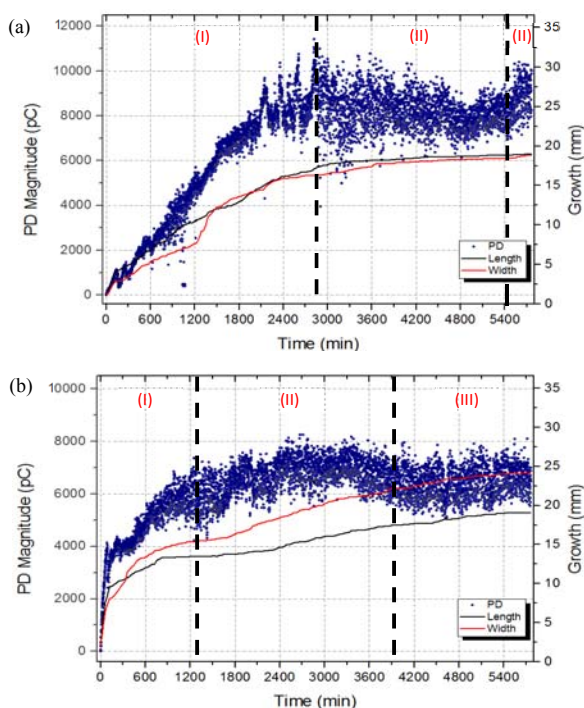 (a)
(I) (II) (II)
12000 35
10000 30
8000 25
6000 20
4000 15
2000 10
0 5
0
PD Magnitude (pC)
Growth (mm)
PD
Length
Width
0 600 1200 1800 2400 3000 3600 4200 4800 5400
Time (min)
(b)
(I) (II) (III)
10000 35
8000 30
6000 25
4000 20
2000 15
0 10
5
0
PD Magnitude (pC)
Growth (mm)
PD
Length
Width
0 600 1200 1800 2400 3000 3600 4200 4800 5400
Time (min)